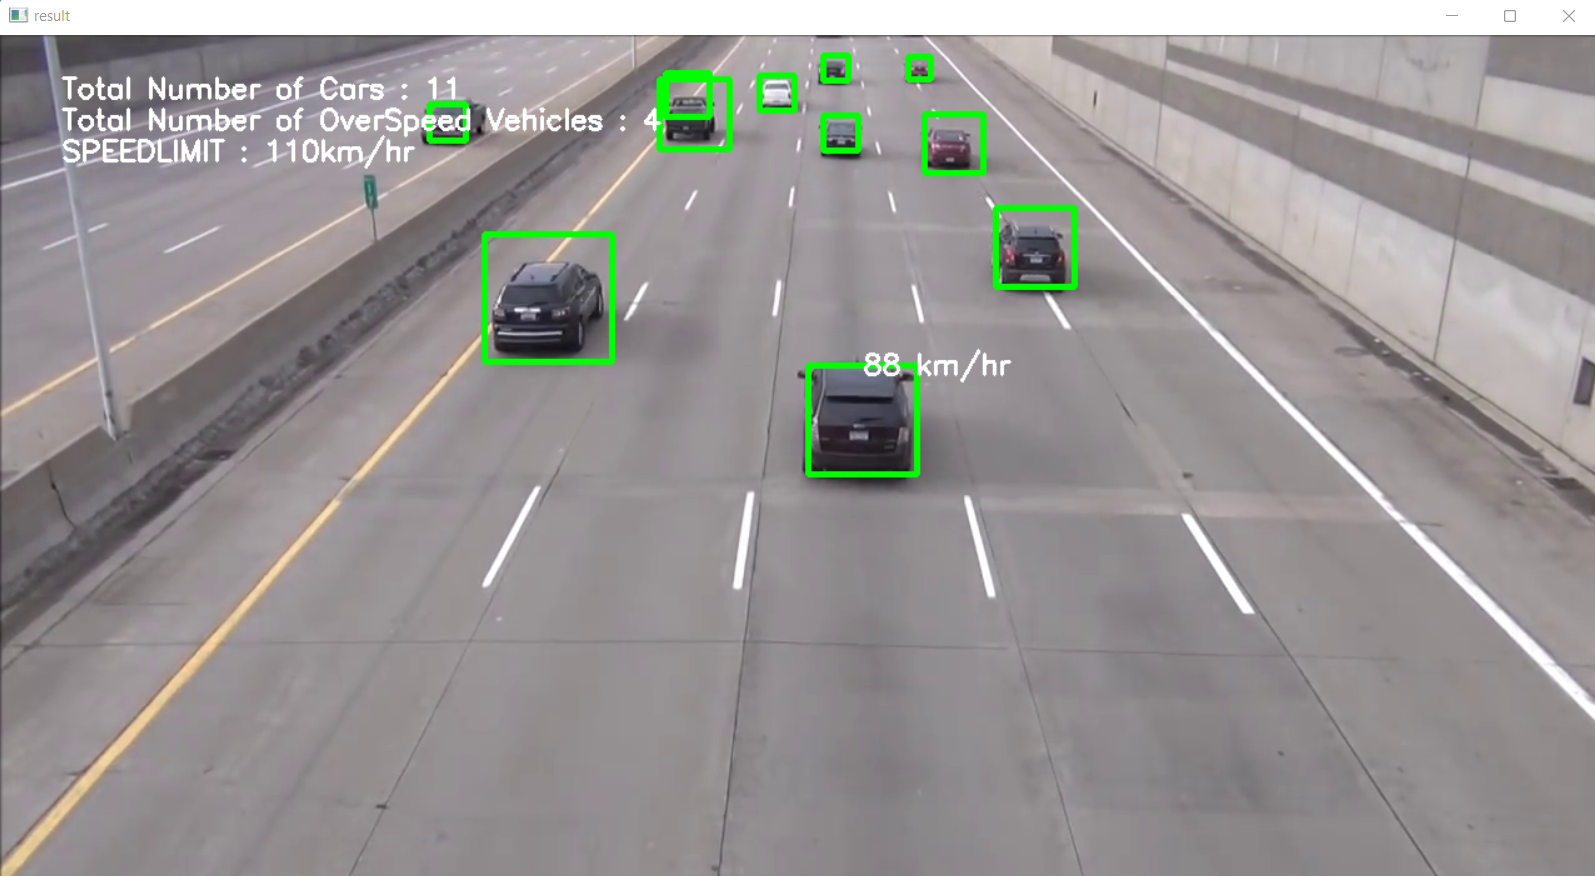 result
Total Number of Cars : 11
Total Number of OverSpeed Vehicles : 4
SPEEDLIMIT : 110km/hr
88 km/hr